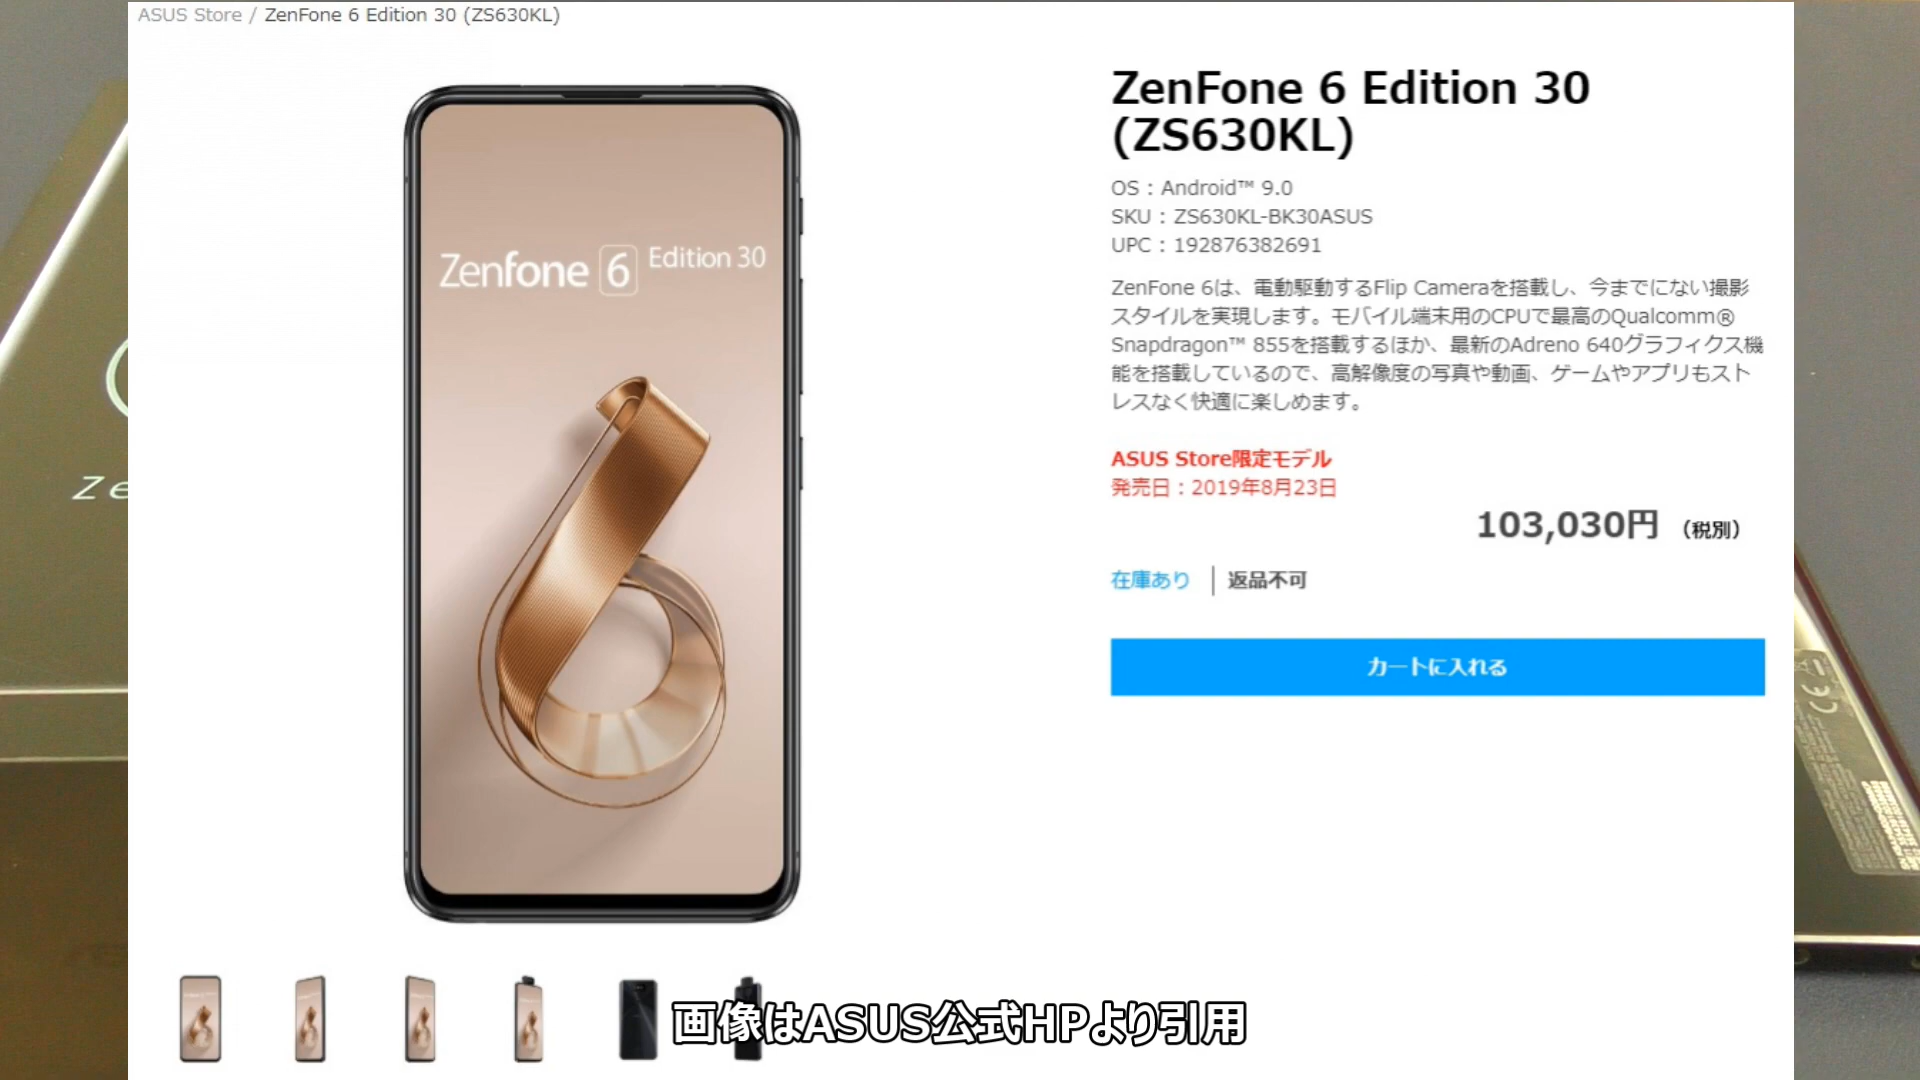 ASUS Store / ZenFone 6 Edition 30 (ZS630KL)
Zenfone 6 Edition 30
ZenFone 6 Edition 30
(ZS630KL)
OS : Android™ 9.0
SKU : ZS630KL-BK30ASUS
UPC : 192876382691
ZenFone 6は、電動駆動するFlip Cameraを搭載し、今までにない撮影
スタイルを実現します。モバイル端末用のCPUで最高のQualcomm®
Snapdragon™ 855を搭載するほか、最新のAdreno 640グラフィクス機
能を搭載しているので、高解像度の写真や動画、ゲームやアプリもスト
レスなく快適に楽しめます。
ASUS Store限定モデル
発売日：2019年8月23日
103,030円 （税別）
在庫あり | 返品不可
カートに入れる
Ze
CE
画像はASUS公式HPより引用